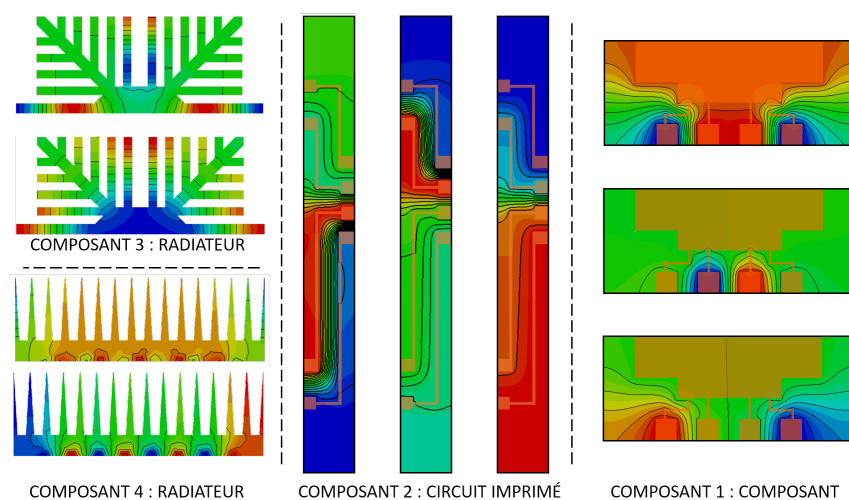 COMPOSANT 3 : RADIATEUR
COMPOSANT 4 : RADIATEUR
COMPOSANT 2 : CIRCUIT IMPRIMÉ
COMPOSANT 1 : COMPOSANT